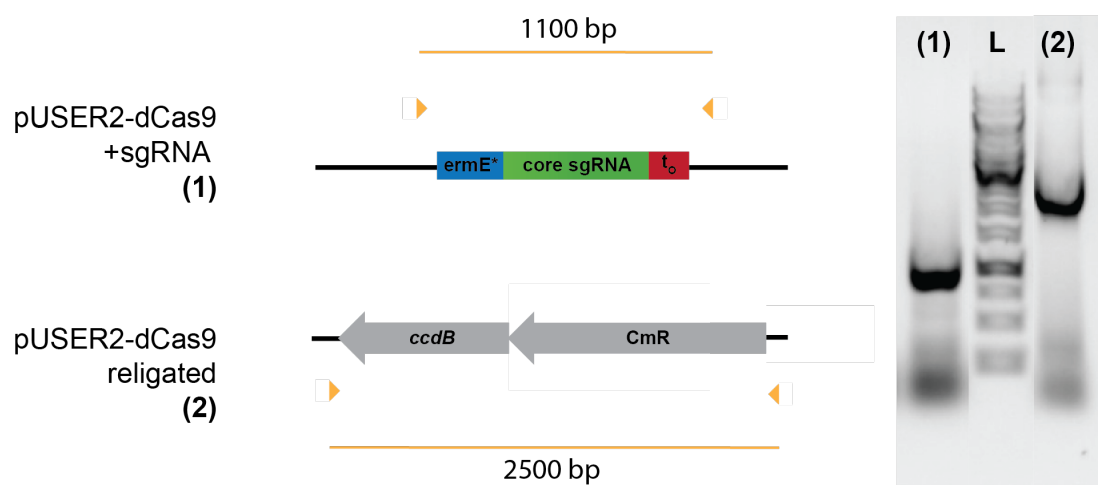 1100 bp
(1) L (2)
pUSER2-dCas9
+sgRNA
(1)
ermE* core sgRNA to
pUSER2-dCas9
religated
(2)
ccdB CmR
2500 bp